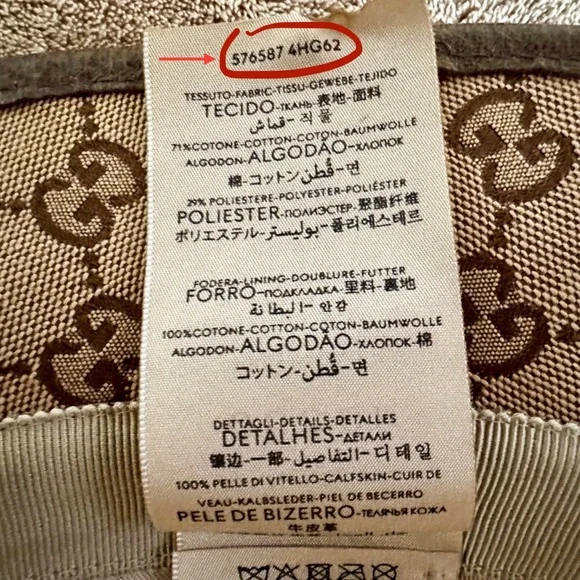 576587 4HG62
TESSUTO-FABRIC-TISSU-GEWEBE-TEJIDO
TECIDO-ТКАНЬ-表地-面料
قماش-직물
71%COTONE-COTTON-COTON-BAUMWOLLE
ALGODON-ALGODÃO-ХЛОПОК
棉-コットン-قطن-면
29% POLIESTERE-POLYESTER-POLIÉSTER
POLIESTER-ПОЛИЭСТЕР-聚酯纤维
ポリエステル-بوليستر-폴리에스테르
FODERA-LINING-DOUBLURE-FUTTER
FORRO-ПОДКЛАДКА-里料-裏地
البطانة-안감
100%COTONE-COTTON-COTON-BAUMWOLLE
ALGODON-ALGODÃO-ХЛОПОК-棉
コットン-قطن-면
DETTAGLI-DETAILS-DETALLES
DETALHES-ДЕТАЛИ
镶边-一部-التفاصيل-디테일
100% PELLE DI VITELLO-CALFSKIN-CUIR DE
VEAU-KALBSLEDER-PIEL DE BECERRO
PELE DE BIZERRO-ТЕЛЯЧЬЯ КОЖА
牛皮革